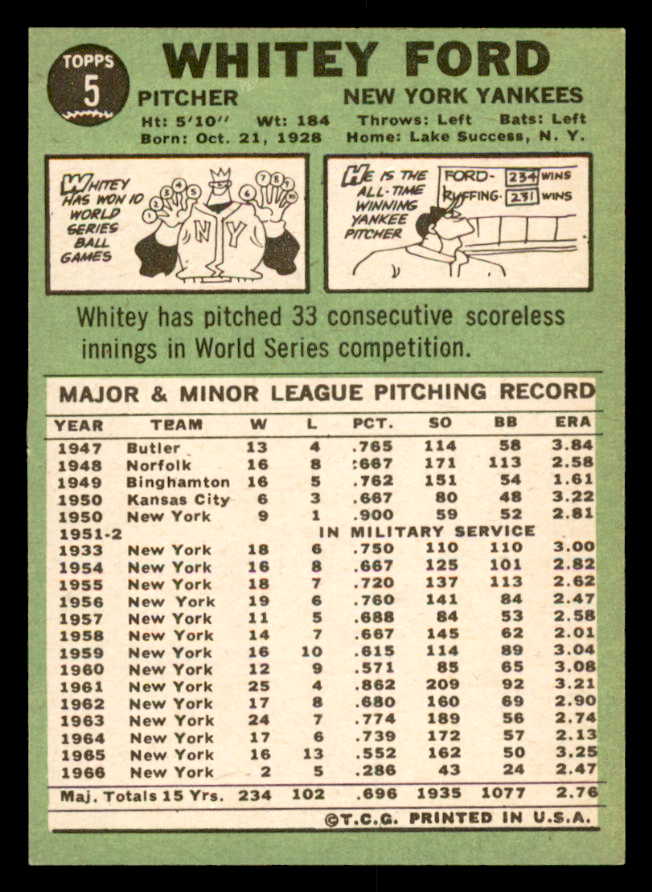 TOPPS
5
WHITEY FORD
PITCHER NEW YORK YANKEES
Ht: 5'10" Wt: 184 Throws: Left Bats: Left
Born: Oct. 21, 1928 Home: Lake Success, N. Y.
WHITEY
HAS WON 10
WORLD
SERIES
BALL
GAMES
1 2 3 4 5 6 7 8 9 10
N Y
HE IS THE
ALL-TIME
WINNING
YANKEE
PITCHER
FORD- 234 WINS
RUFFING- 231 WINS
Whitey has pitched 33 consecutive scoreless
innings in World Series competition.
MAJOR & MINOR LEAGUE PITCHING RECORD
YEAR TEAM W L PCT. SO BB ERA
1947 Butler 13 4 .765 114 58 3.84
1948 Norfolk 16 8 .667 171 113 2.58
1949 Binghamton 16 5 .762 151 54 1.61
1950 Kansas City 6 3 .667 80 48 3.22
1950 New York 9 1 .900 59 52 2.81
1951-2 IN MILITARY SERVICE
1933 New York 18 6 .750 110 110 3.00
1954 New York 16 8 .667 125 101 2.82
1955 New York 18 7 .720 137 113 2.62
1956 New York 19 6 .760 141 84 2.47
1957 New York 11 5 .688 84 53 2.58
1958 New York 14 7 .667 145 62 2.01
1959 New York 16 10 .615 114 89 3.04
1960 New York 12 9 .571 85 65 3.08
1961 New York 25 4 .862 209 92 3.21
1962 New York 17 8 .680 160 69 2.90
1963 New York 24 7 .774 189 56 2.74
1964 New York 17 6 .739 172 57 2.13
1965 New York 16 13 .552 162 50 3.25
1966 New York 2 5 .286 43 24 2.47
Maj. Totals 15 Yrs. 234 102 .696 1935 1077 2.76
©T.C.G. PRINTED IN U.S.A.